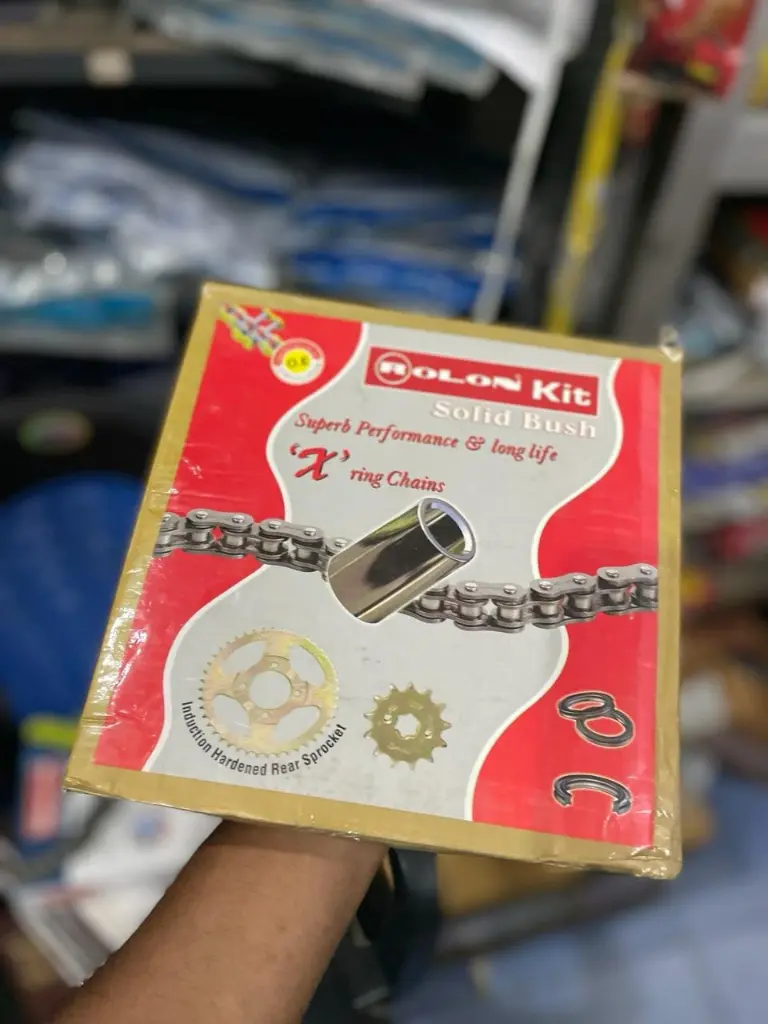 O.E
ROLON Kit
Solid Bush
Superb Performance & long life
'X' ring Chains
Induction Hardened Rear Sprocket